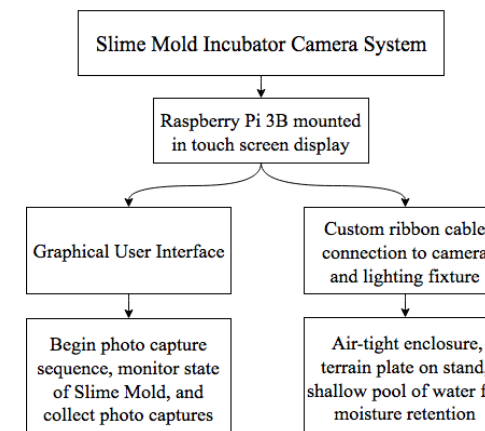 Slime Mold Incubator Camera System
Raspberry Pi 3B mounted
in touch screen display
Graphical User Interface
Custom ribbon cable
connection to camera
and lighting fixture
Begin photo capture
sequence, monitor state
of Slime Mold, and
collect photo captures
Air-tight enclosure,
terrain plate on stand,
shallow pool of water
moisture retention